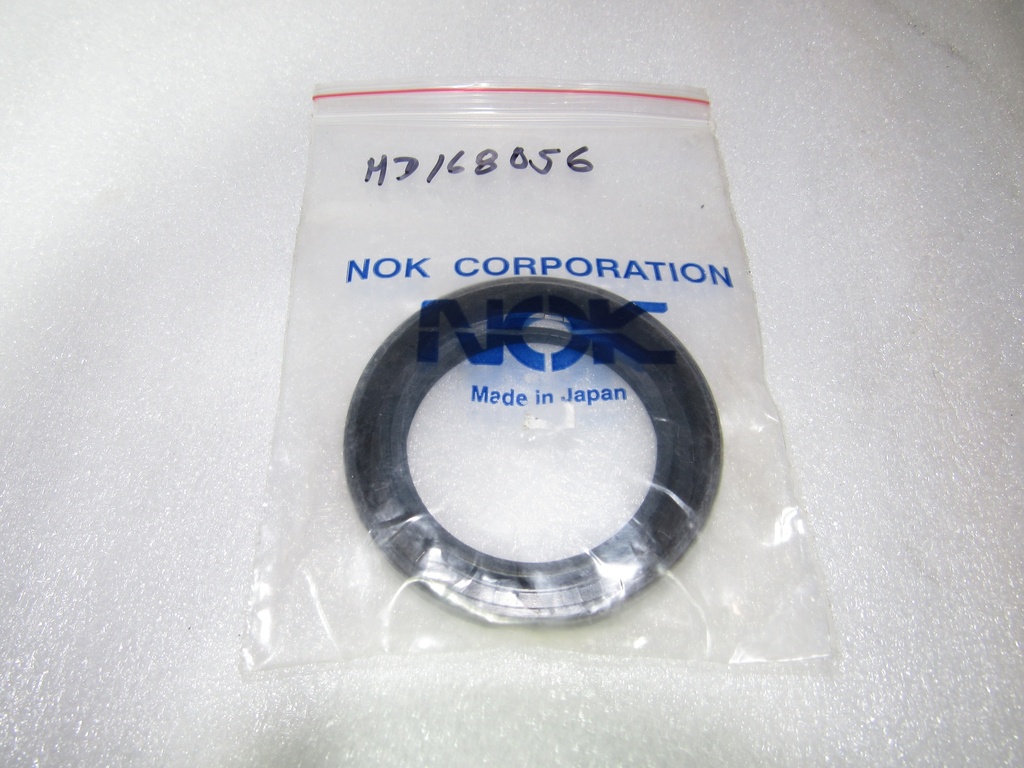 MD168056
NOK CORPORATION
NOK
Made in Japan